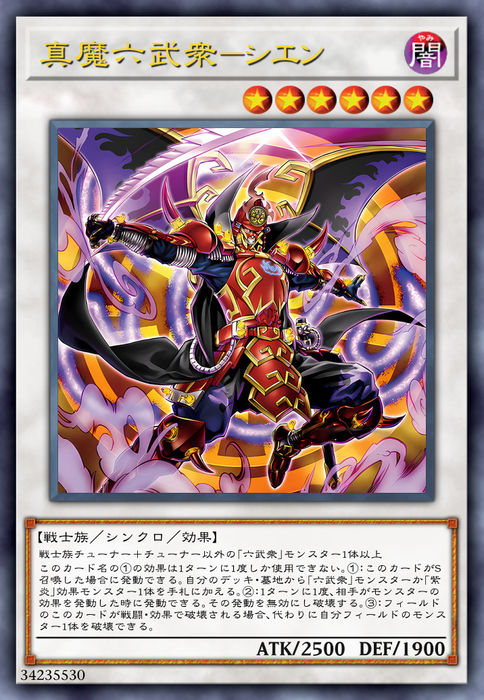 真魔六武衆－シエン
やみ
闇
【戦士族／シンクロ／効果】
戦士族チューナー＋チューナー以外の「六武衆」モンスター1体以上
このカード名の①の効果は1ターンに1度しか使用できない。①：このカードがS
召喚した場合に発動できる。自分のデッキ・墓地から「六武衆」モンスターか「紫
炎」効果モンスター1体を手札に加える。②：1ターンに1度、相手がモンスターの
効果を発動した時に発動できる。その発動を無効にし破壊する。③：フィールド
のこのカードが戦闘・効果で破壊される場合、代わりに自分フィールドのモンス
ター1体を破壊できる。
ATK/2500 DEF/1900
34235530